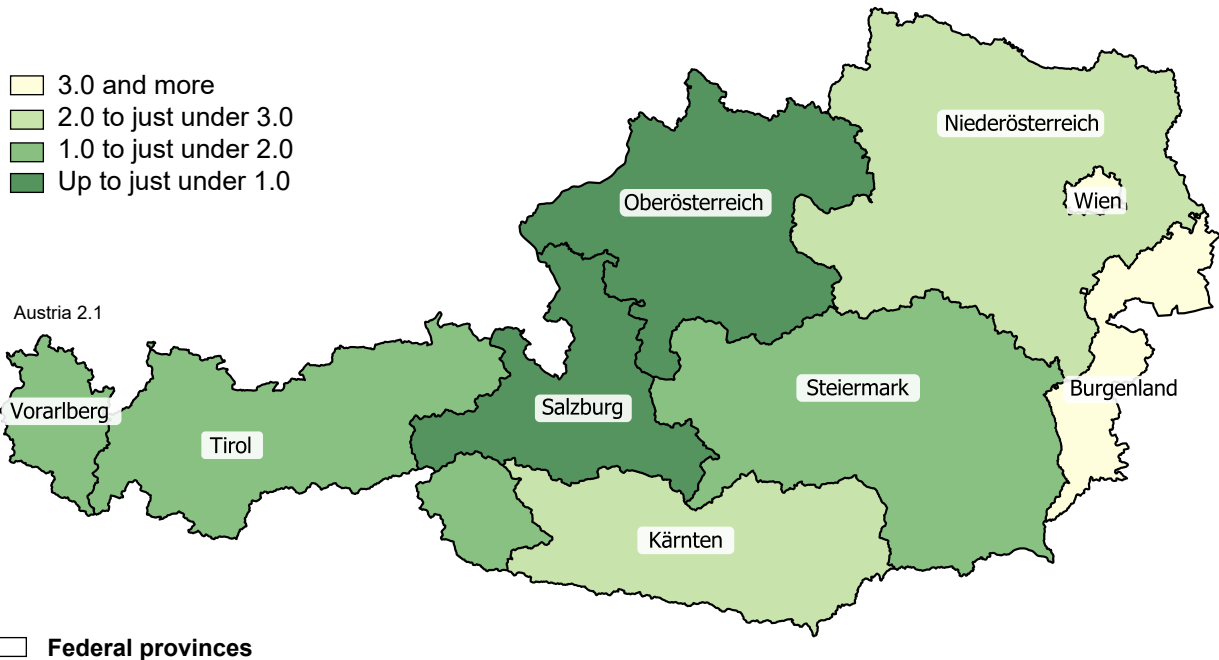 3.0 and more
2.0 to just under 3.0
1.0 to just under 2.0
Up to just under 1.0
Niederösterreich
Wien
Oberösterreich
Austria 2.1
Burgenland
Steiermark
Salzburg
Vorarlberg
Tirol
Kärnten
Federal provinces